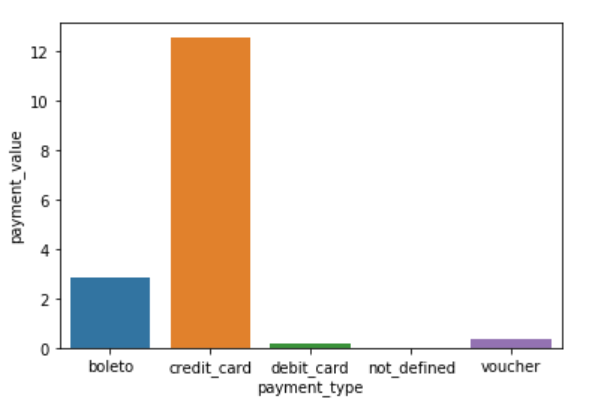 12
10
8
6
4
2
0
payment_value
boleto credit_card debit_card not_defined voucher
payment_type